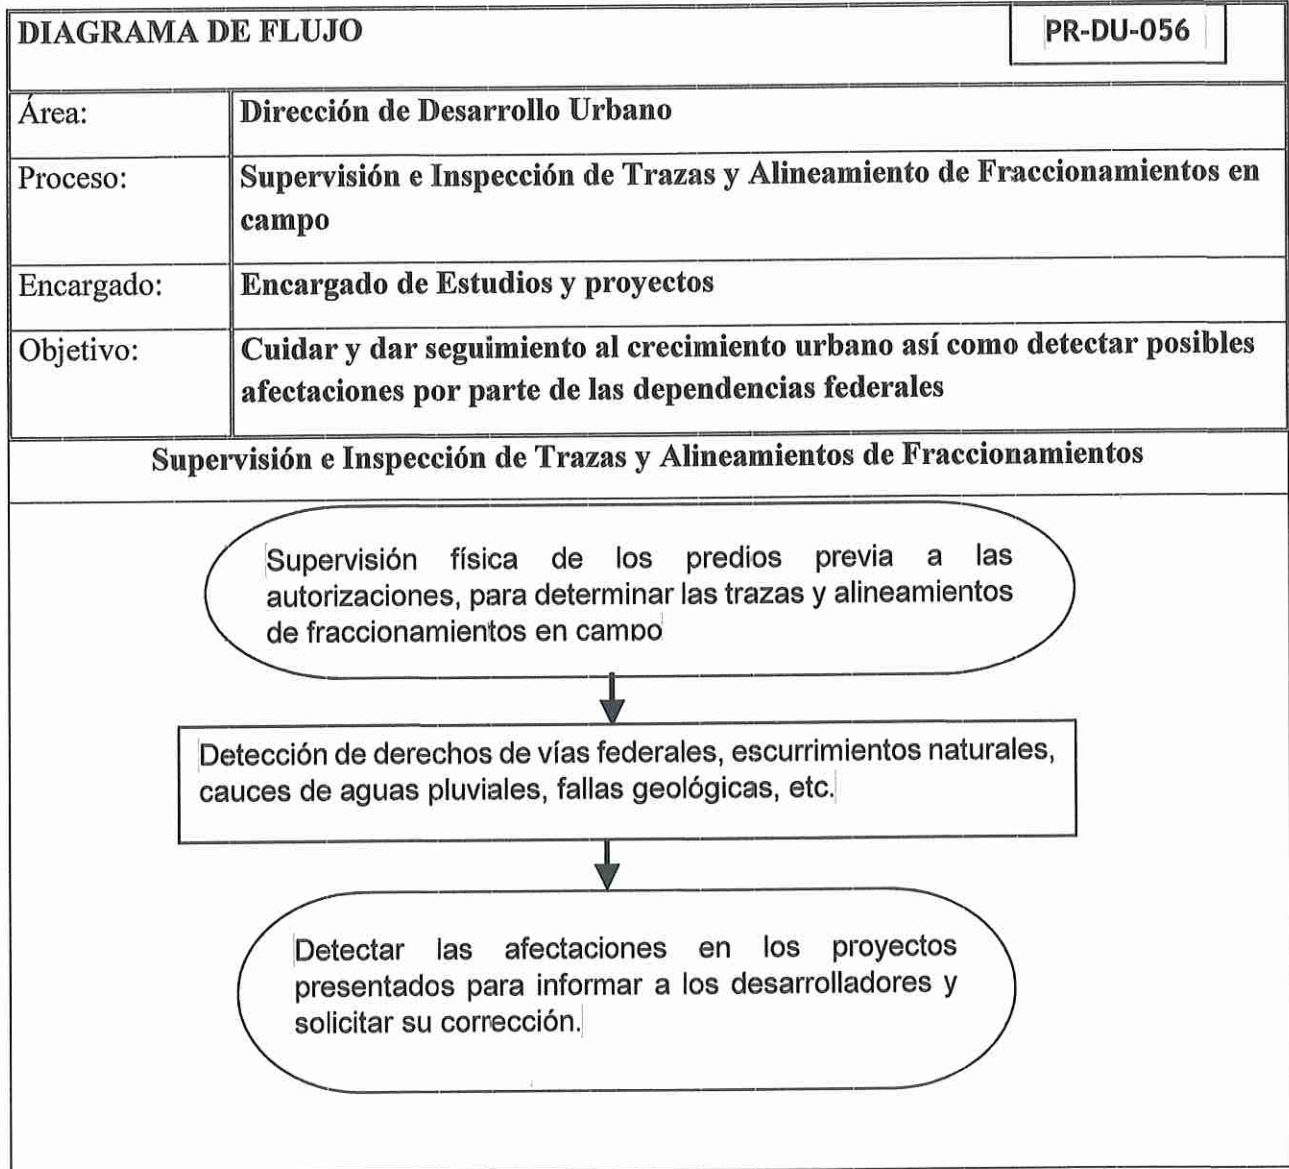 DIAGRAMA DE FLUJO
PR-DU-056
Área:
Dirección de Desarrollo Urbano
Proceso:
Supervisión e Inspección de Trazas y Alineamiento de Fraccionamientos en
campo
Encargado:
Encargado de Estudios y proyectos
Objetivo:
Cuidar y dar seguimiento al crecimiento urbano así como detectar posibles
afectaciones por parte de las dependencias federales
Supervisión e Inspección de Trazas y Alineamientos de Fraccionamientos
Supervisión física de los predios previa a las
autorizaciones, para determinar las trazas y alineamientos
de fraccionamientos en campo
Detección de derechos de vías federales, escurrimientos naturales,
cauces de aguas pluviales, fallas geológicas, etc.
Detectar las afectaciones en los proyectos
presentados para informar a los desarrolladores y
solicitar su corrección.